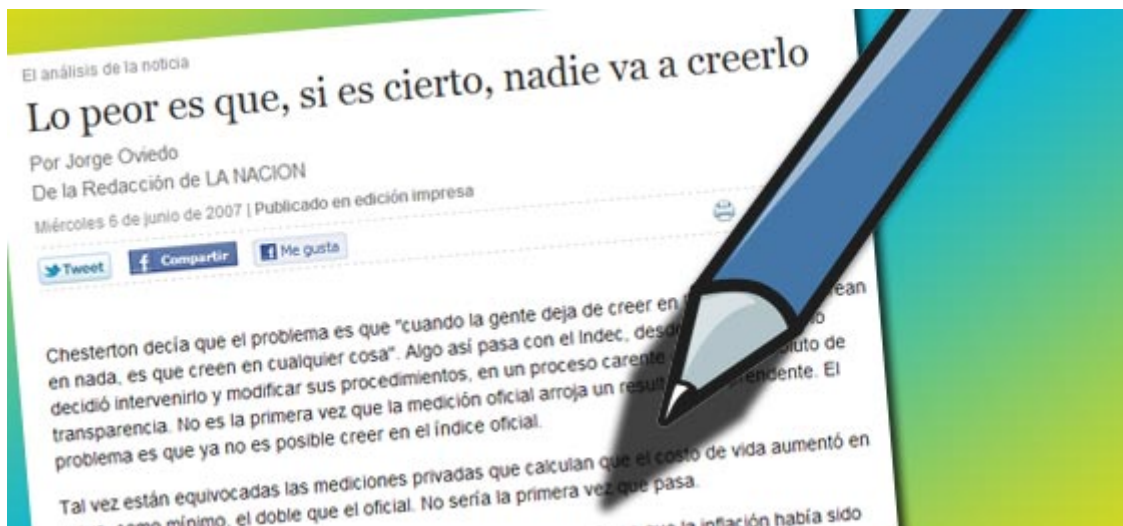 El análisis de la noticia
Lo peor es que, si es cierto, nadie va a creerlo
Por Jorge Oviedo
De la Redacción de LA NACION
Miércoles 6 de junio de 2007 | Publicado en edición impresa
Tweet
f Compartir
f Me gusta
Chesterton decía que el problema es que "cuando la gente deja de creer en
en nada, es que creen en cualquier cosa". Algo así pasa con el Indec,
decidió intervenirlo y modificar sus procedimientos, en un proceso carente de
transparencia. No es la primera vez que la medición oficial arroja un El
problema es que ya no es posible creer en el índice oficial.
Tal vez están equivocadas las mediciones privadas que calculan que el costo de vida aumentó en
como mínimo, el doble que el oficial. No sería la primera vez que pasa.
la inflación había sido